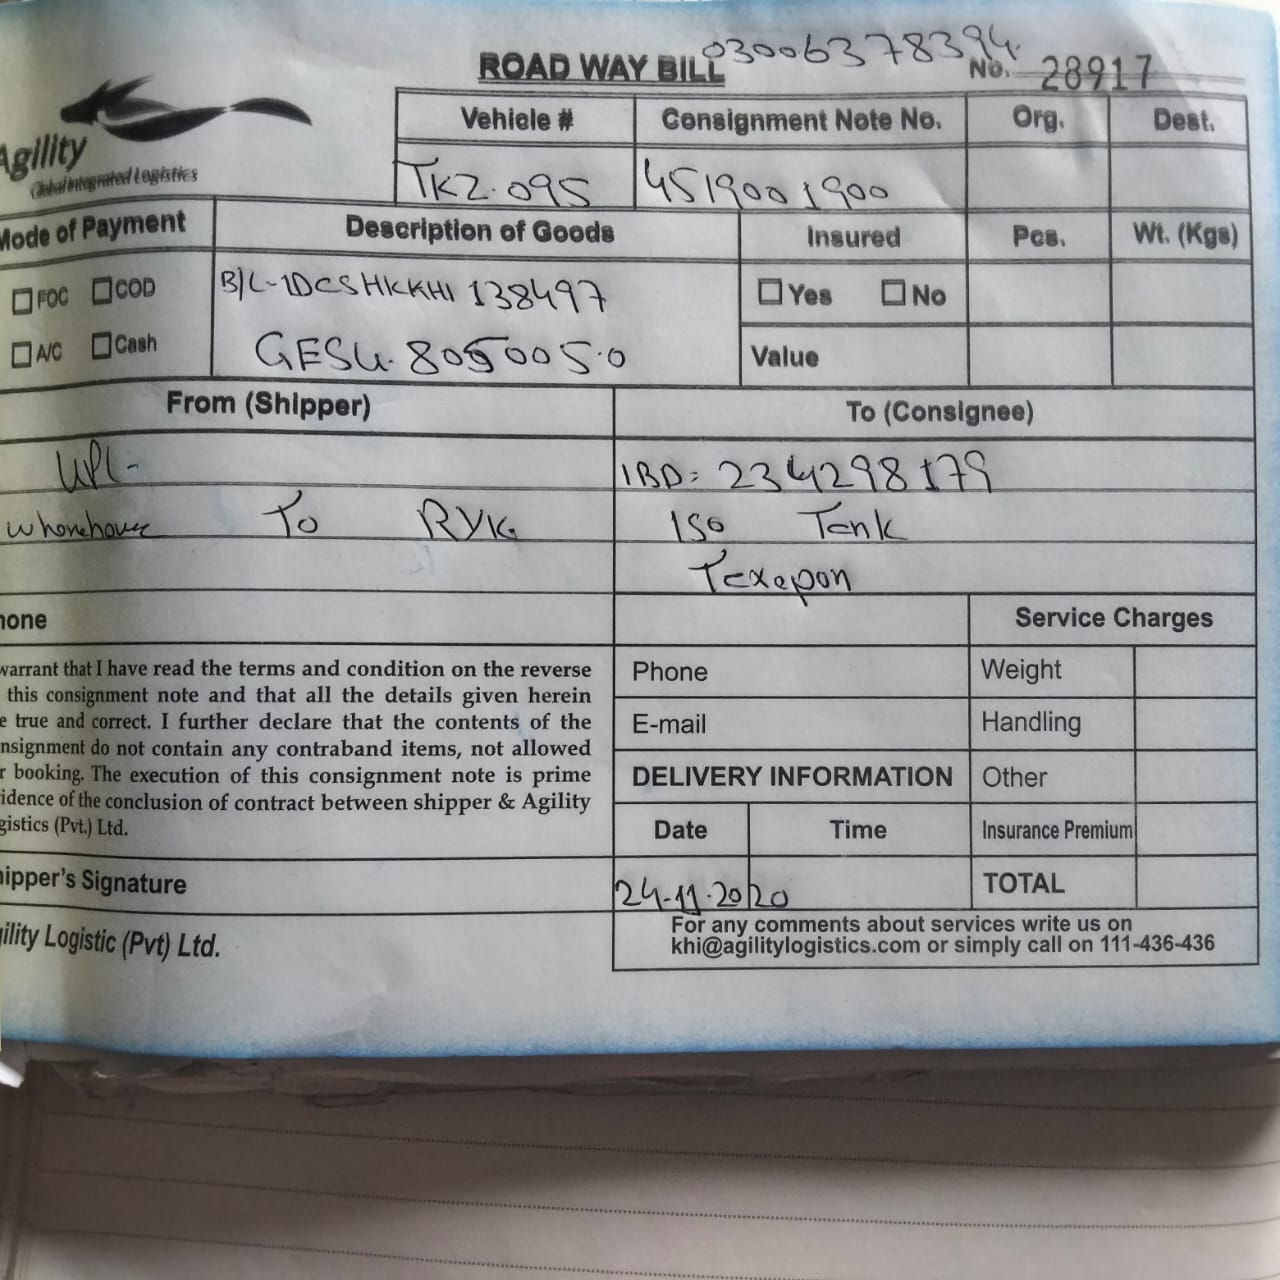 03006378394
ROAD WAY BILL No. 28917
Agility
Global Integrated Logistics
Vehicle # Consignment Note No. Org. Dest.
TKZ.095 4519001900
Mode of Payment Description of Goods Insured Pcs. Wt. (Kgs)
FOC COD B/L-1DCSHKKHI 138497 Yes No
A/C Cash GESU.805005.0 Value
From (Shipper) To (Consignee)
UPL- IBD: 234298179
To RYK. ISO Tank
Texapon
hone Service Charges
warrant that I have read the terms and condition on the reverse
this consignment note and that all the details given herein
e true and correct. I further declare that the contents of the
nsignment do not contain any contraband items, not allowed
r booking. The execution of this consignment note is prime
idence of the conclusion of contract between shipper & Agility
gistics (Pvt.) Ltd.
Phone Weight
E-mail Handling
DELIVERY INFORMATION Other
Date Time Insurance Premium
hipper's Signature 24-11-2020 TOTAL
gility Logistic (Pvt) Ltd.
For any comments about services write us on
khi@agilitylogistics.com or simply call on 111-436-436